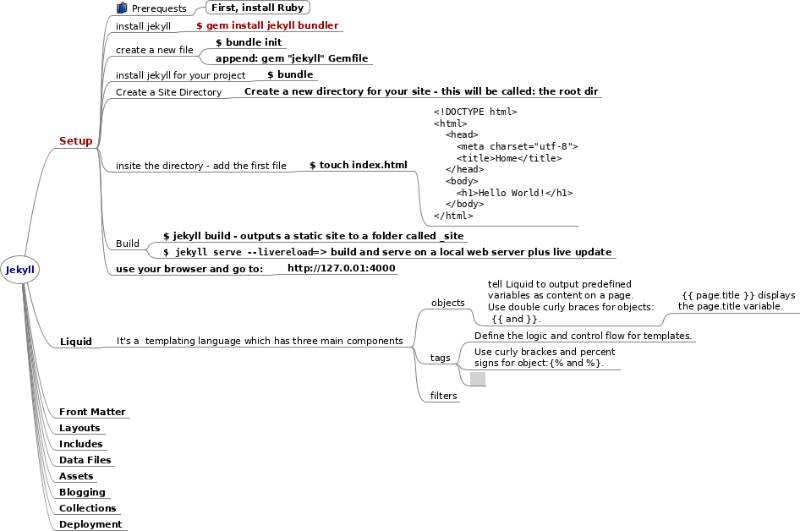 Prerequests
First, install Ruby
install jekyll
$ gem install jekyll bundler
create a new file
$ bundle init
append: gem "jekyll" Gemfile
install jekyll for your project
$ bundle
Create a Site Directory
Create a new directory for your site - this will be called: the root dir
Setup
insite the directory - add the first file
$ touch index.html
<!DOCTYPE html>
<html>
<head>
<meta charset="utf-8">
<title>Home</title>
</head>
<body>
<h1>Hello World!</h1>
</body>
</html>
Build
$ jekyll build - outputs a static site to a folder called _site
$ jekyll serve --livereload=> build and serve on a local web server plus live update
use your browser and go to:
http://127.0.01:4000
Jekyll
Liquid
It's a templating language which has three main components
objects
tell Liquid to output predefined
variables as content on a page.
Use double curly braces for objects:
{{ and }}.
{{ page.title }} displays
the page.title variable.
tags
Define the logic and control flow for templates.
Use curly brackes and percent
signs for object:{% and %}.
filters
Front Matter
Layouts
Includes
Data Files
Assets
Blogging
Collections
Deployment